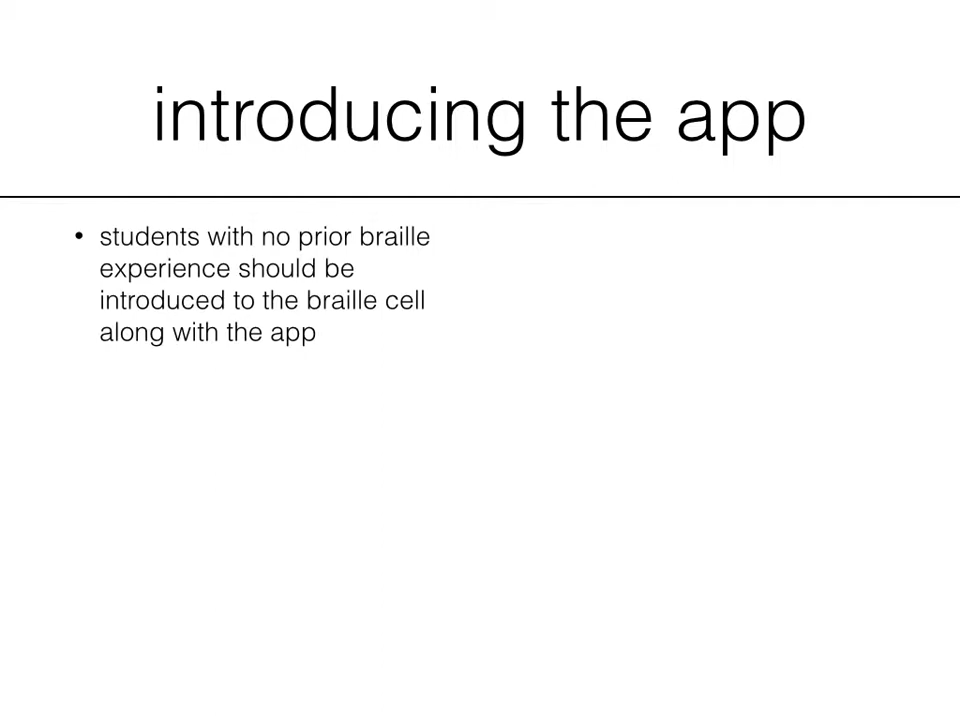 introducing the app
• students with no prior braille
experience should be
introduced to the braille cell
along with the app